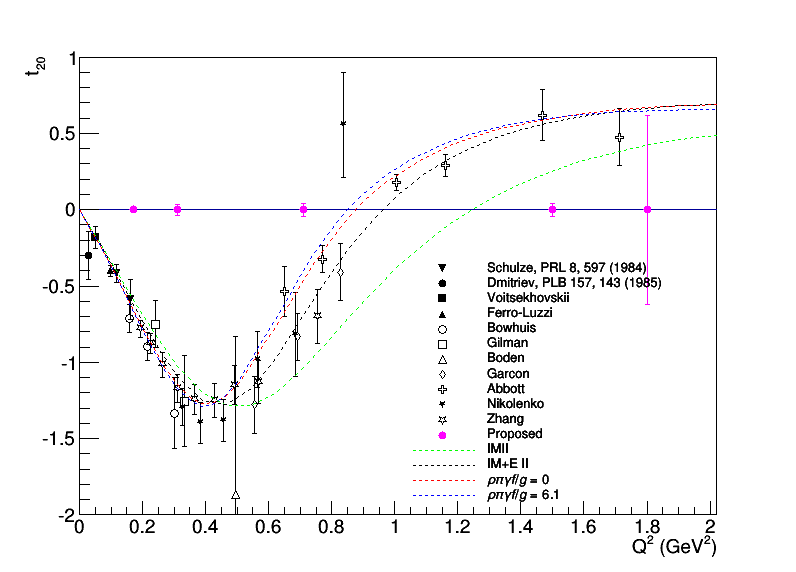 t20
1
0.5
0
-0.5
-1
-1.5
-2
Schulze, PRL 8, 597 (1984)
Dmitriev, PLB 157, 143 (1985)
Voitsekhovskii
Ferro-Luzzi
Bowhuis
Gilman
Boden
Garcon
Abbott
Nikolenko
Zhang
Proposed
IMII
IM+E II
ρπγf/g = 0
ρπγf/g = 6.1
0 0.2 0.4 0.6 0.8 1 1.2 1.4 1.6 1.8 2
Q² (GeV²)